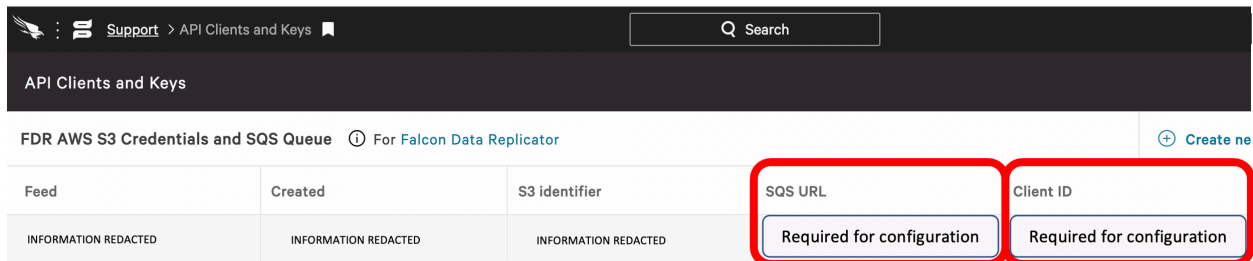 Support > API Clients and Keys
Search
API Clients and Keys
FDR AWS S3 Credentials and SQS Queue For Falcon Data Replicator
Create ne
Feed Created S3 identifier SQS URL Client ID
INFORMATION REDACTED INFORMATION REDACTED INFORMATION REDACTED Required for configuration Required for configuration